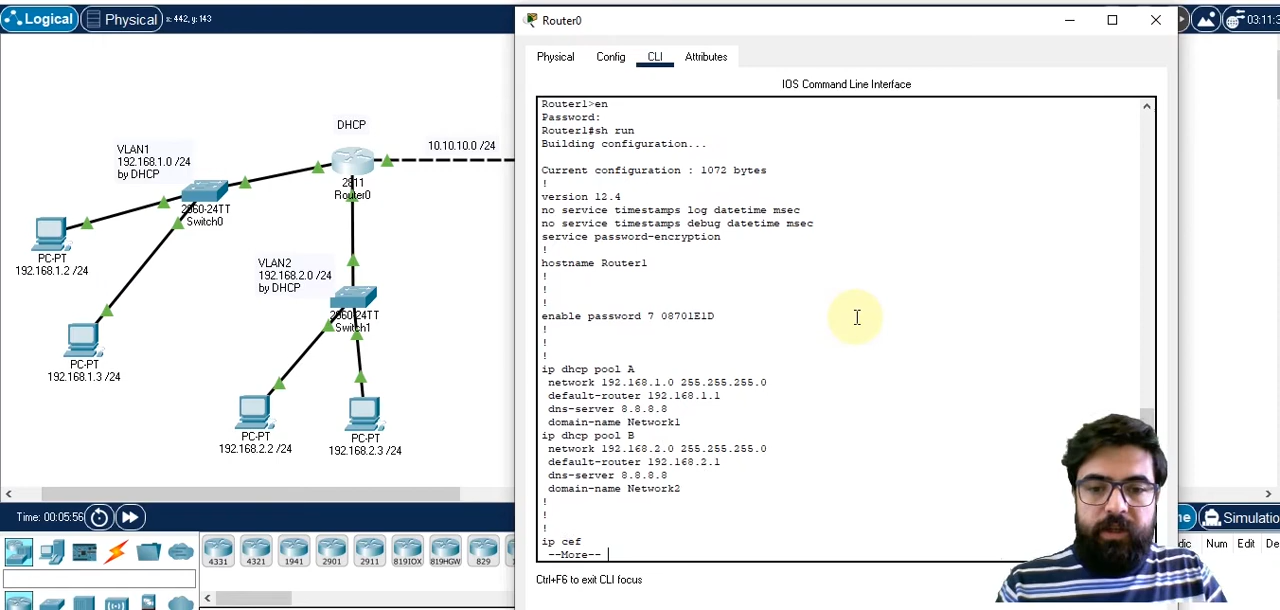 Logical
Physical
x: 442, y: 143
Router0
03:11:3
Physical
Config
CLI
Attributes
IOS Command Line Interface
Router1>en
Password:
Router1#sh run
Building configuration...
Current configuration : 1072 bytes
!
version 12.4
no service timestamps log datetime msec
no service timestamps debug datetime msec
service password-encryption
!
hostname Router1
!
!
!
enable password 7 08701E1D
!
!
!
ip dhcp pool A
network 192.168.1.0 255.255.255.0
default-router 192.168.1.1
dns-server 8.8.8.8
domain-name Network1
ip dhcp pool B
network 192.168.2.0 255.255.255.0
default-router 192.168.2.1
dns-server 8.8.8.8
domain-name Network2
!
!
!
ip cef
--More--
Ctrl+F6 to exit CLI focus
DHCP
10.10.10.0 /24
VLAN1
192.168.1.0 /24
by DHCP
2811
Router0
2960-24TT
Switch0
PC-PT
192.168.1.2 /24
VLAN2
192.168.2.0 /24
by DHCP
2960-24TT
Switch1
PC-PT
192.168.1.3 /24
PC-PT
192.168.2.2 /24
PC-PT
192.168.2.3 /24
Time: 00:05:56
Simulatio
Num
Edit
4331
4321
1941
2901
2911
819IOX
819HGW
829